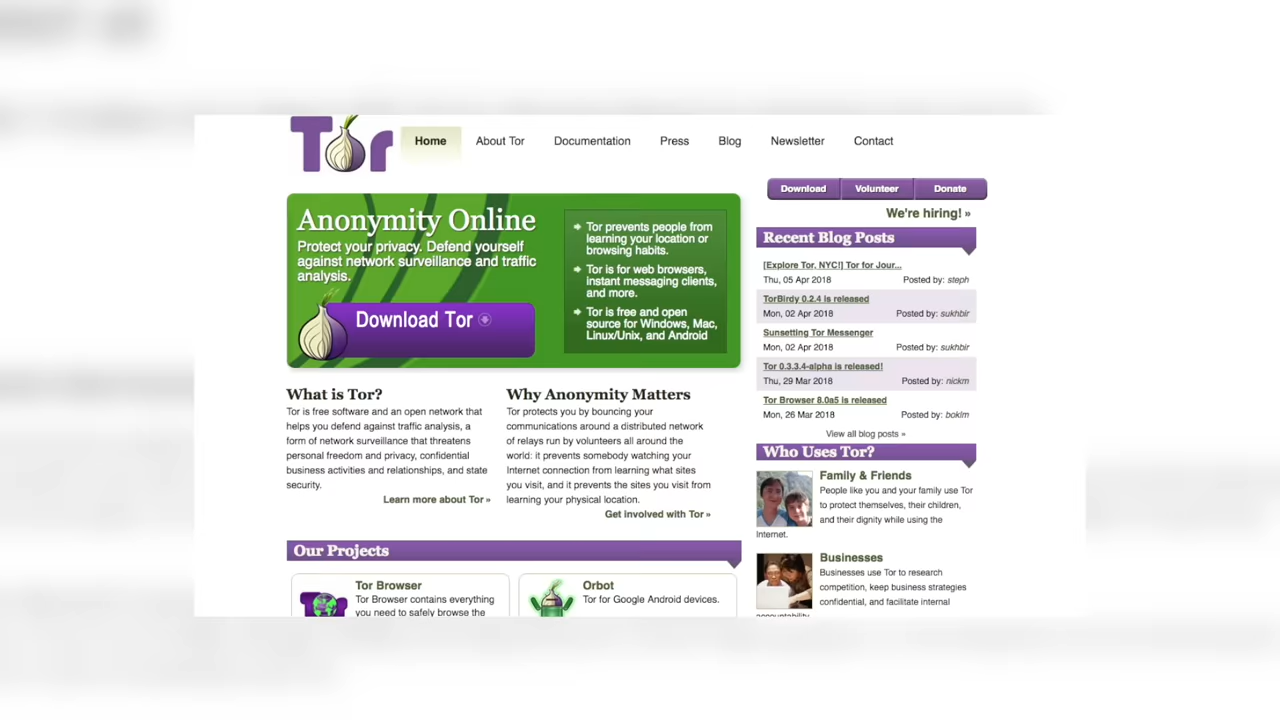 Tor
Home
About Tor
Documentation
Press
Blog
Newsletter
Contact
Download
Volunteer
Donate
We're hiring! »
Anonymity Online
Protect your privacy. Defend yourself
against network surveillance and traffic
analysis.
Download Tor
Tor prevents people from
learning your location or
browsing habits.
Tor is for web browsers,
instant messaging clients,
and more.
Tor is free and open
source for Windows, Mac,
Linux/Unix, and Android
What is Tor?
Tor is free software and an open network that
helps you defend against traffic analysis, a
form of network surveillance that threatens
personal freedom and privacy, confidential
business activities and relationships, and state
security.
Learn more about Tor »
Why Anonymity Matters
Tor protects you by bouncing your
communications around a distributed network
of relays run by volunteers all around the
world: it prevents somebody watching your
Internet connection from learning what sites
you visit, and it prevents the sites you visit from
learning your physical location.
Get involved with Tor »
Our Projects
Tor Browser
Tor Browser contains everything
you need to safely browse the
Orbot
Tor for Google Android devices.
Recent Blog Posts
[Explore Tor, NYC!] Tor for Jour...
Thu, 05 Apr 2018 Posted by: steph
TorBirdy 0.2.4 is released
Mon, 02 Apr 2018 Posted by: sukhbir
Sunsetting Tor Messenger
Mon, 02 Apr 2018 Posted by: sukhbir
Tor 0.3.3.4-alpha is released!
Thu, 29 Mar 2018 Posted by: nickm
Tor Browser 8.0a5 is released
Mon, 26 Mar 2018 Posted by: boklm
View all blog posts »
Who Uses Tor?
Family & Friends
People like you and your family use Tor
to protect themselves, their children,
and their dignity while using the
Internet.
Businesses
Businesses use Tor to research
competition, keep business strategies
confidential, and facilitate internal